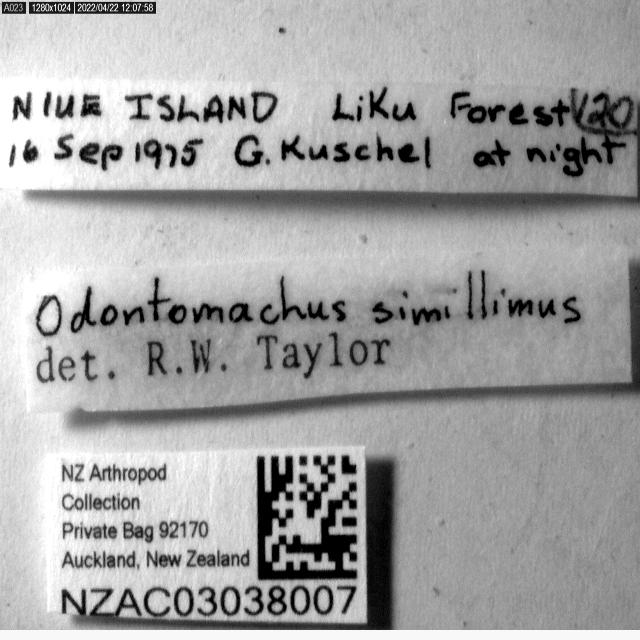 A023 1280x1024 2022/04/22 12:07:58
NIUE ISLAND LiKu Forest V20
16 Sep 1975 G. Kuschel at night
Odontomachus simillimus
det. R.W. Taylor
NZ Arthropod
Collection
Private Bag 92170
Auckland, New Zealand
NZAC03038007